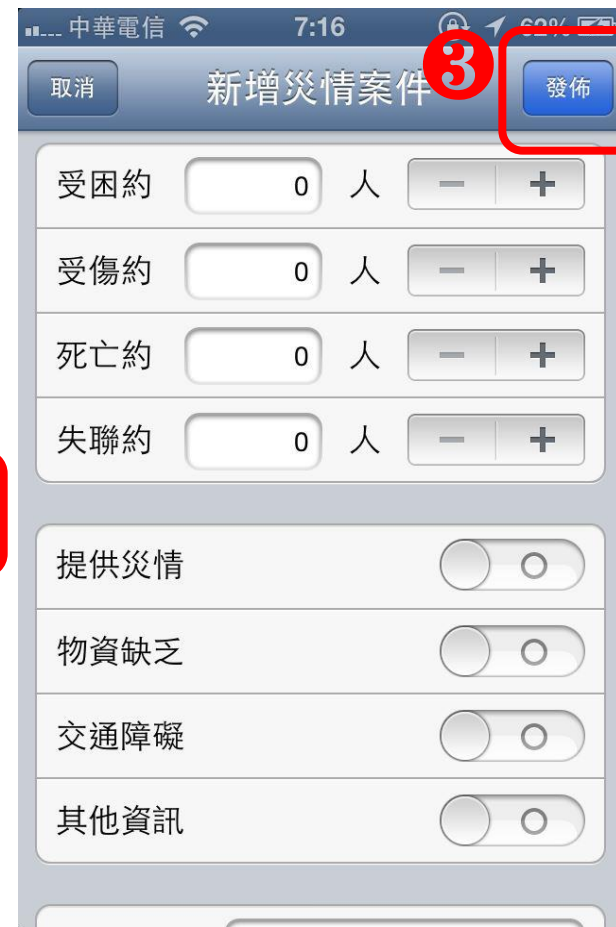 中華電信 7:16 62%
取消 新增災情案件 3 發佈
受困約 0 人 － ＋
受傷約 0 人 － ＋
死亡約 0 人 － ＋
失聯約 0 人 － ＋
提供災情
物資缺乏
交通障礙
其他資訊